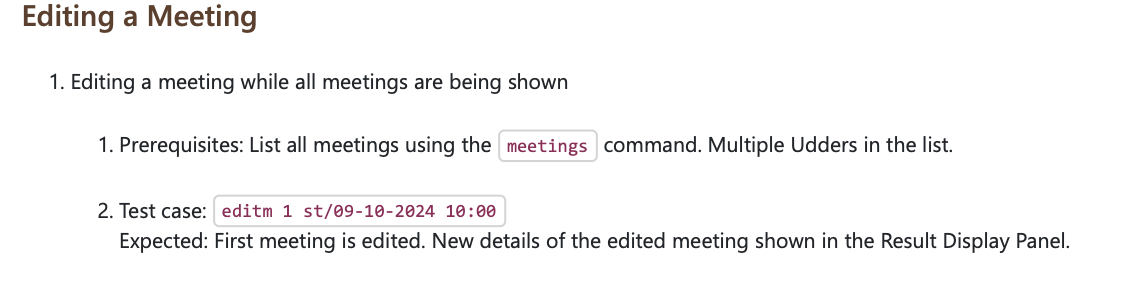 Editing a Meeting
1. Editing a meeting while all meetings are being shown
1. Prerequisites: List all meetings using the meetings command. Multiple Udders in the list.
2. Test case: editm 1 st/09-10-2024 10:00
Expected: First meeting is edited. New details of the edited meeting shown in the Result Display Panel.